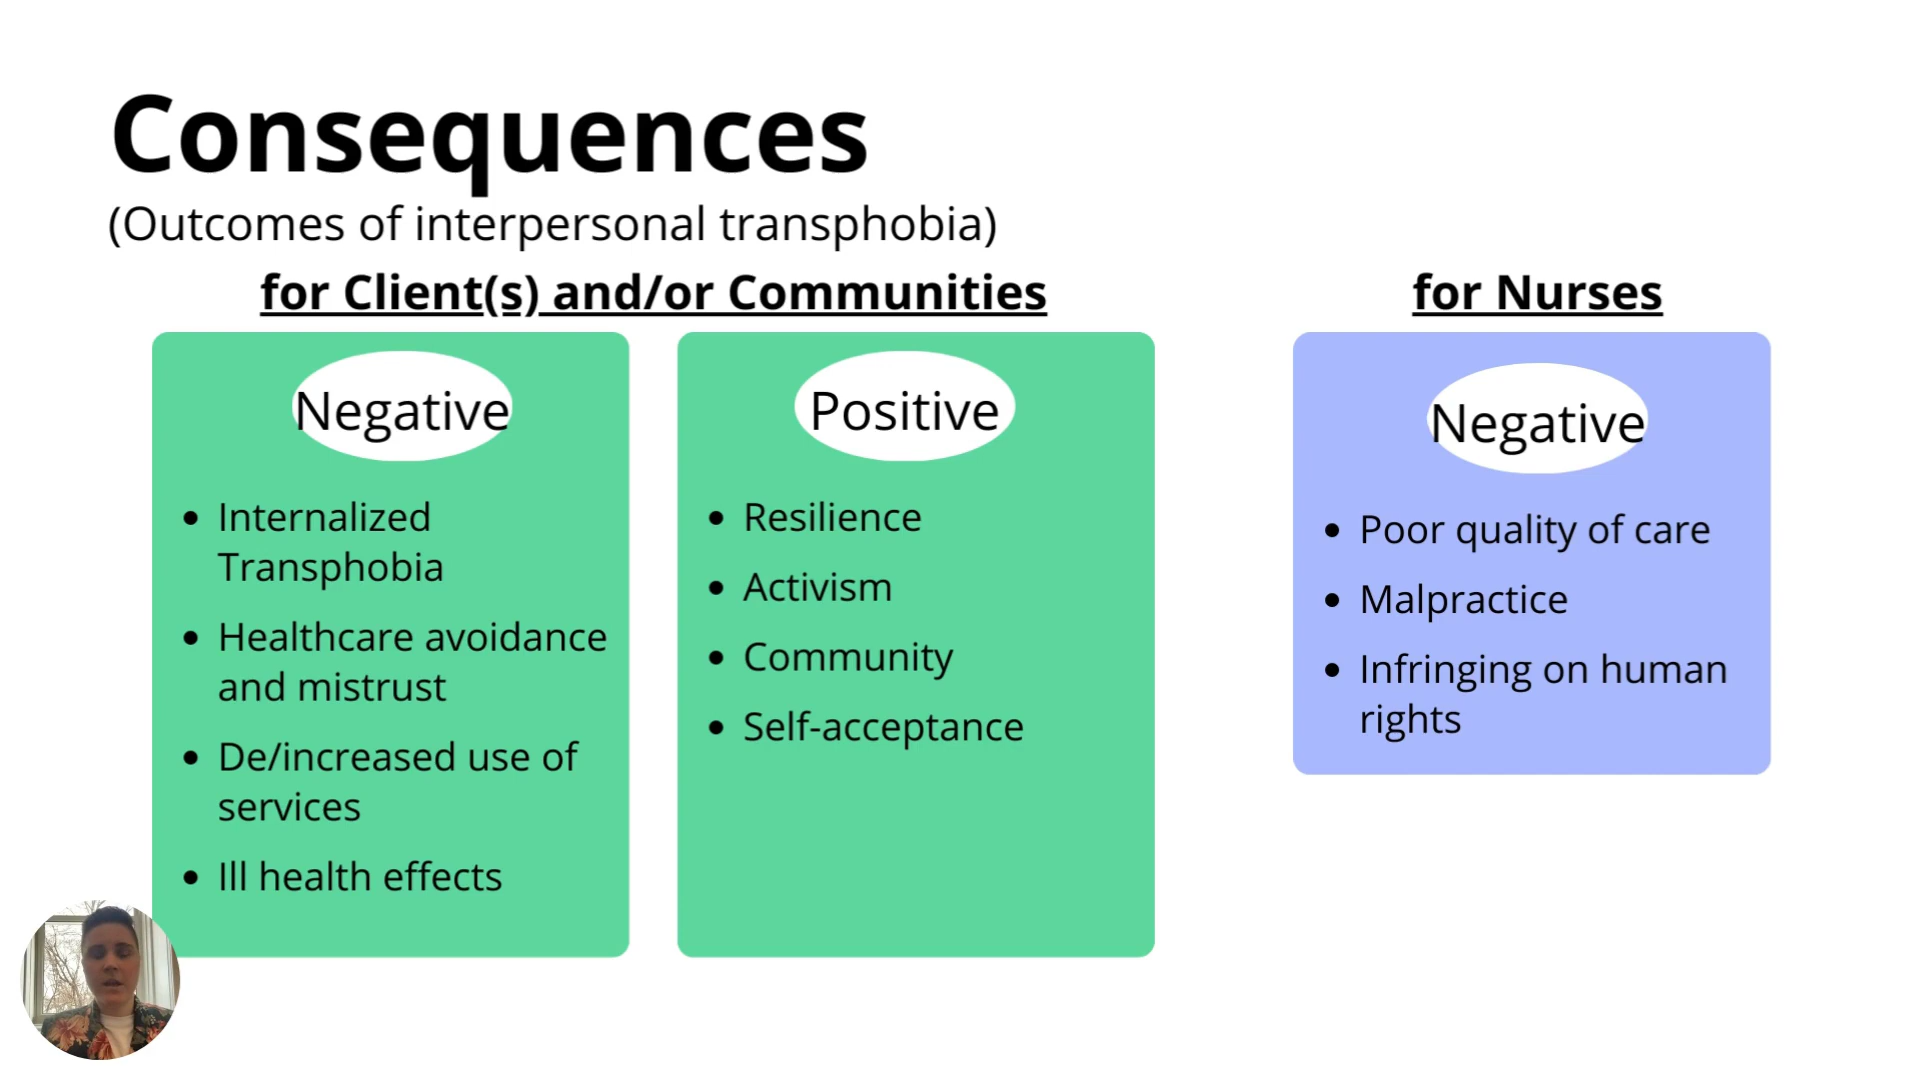 Consequences
(Outcomes of interpersonal transphobia)
for Client(s) and/or Communities
Negative
• Internalized
Transphobia
• Healthcare avoidance
and mistrust
• De/increased use of
services
• Ill health effects
Positive
• Resilience
• Activism
• Community
• Self-acceptance
for Nurses
Negative
• Poor quality of care
• Malpractice
• Infringing on human
rights